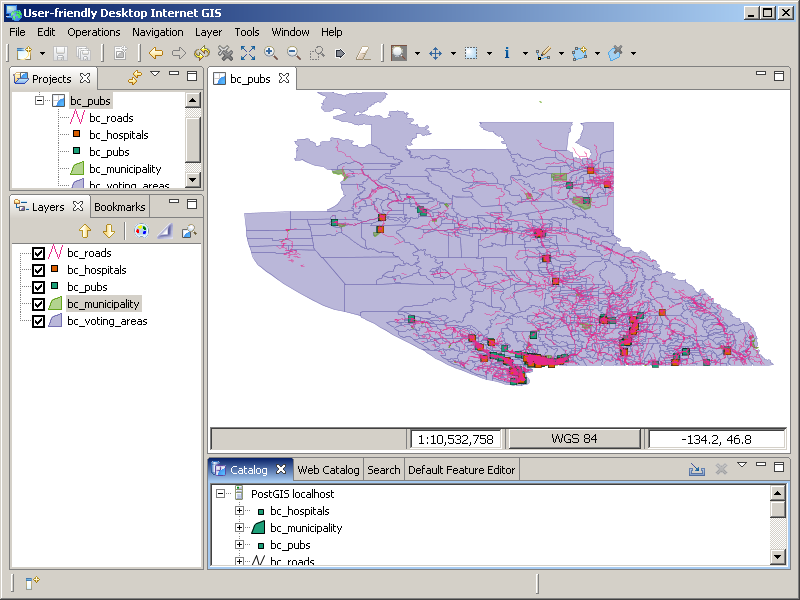 User-friendly Desktop Internet GIS
File Edit Operations Navigation Layer Tools Window Help
Projects
bc_pubs
bc_roads
bc_hospitals
bc_pubs
bc_municipality
bc_voting_areas
Layers Bookmarks
bc_roads
bc_hospitals
bc_pubs
bc_municipality
bc_voting_areas
bc_pubs
1:10,532,758 WGS 84 -134.2, 46.8
Catalog Web Catalog Search Default Feature Editor
PostGIS localhost
bc_hospitals
bc_municipality
bc_pubs
bc_roads